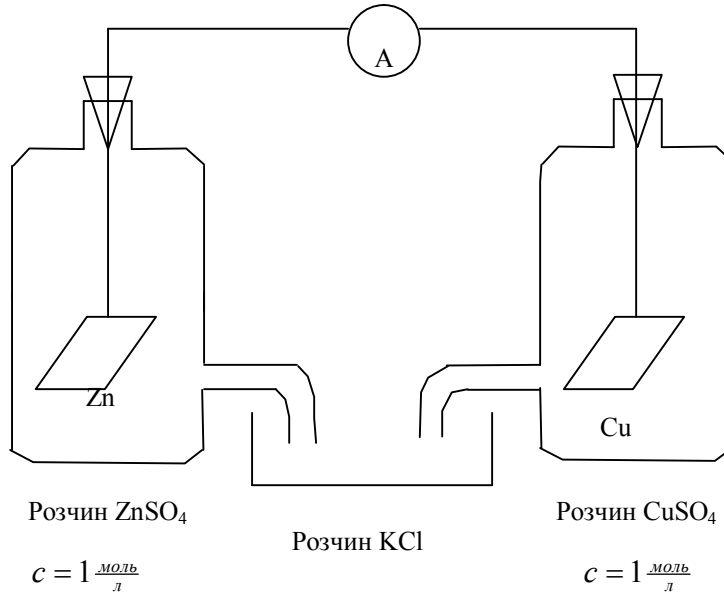 A
Zn
Cu
Розчин ZnSO₄
Розчин KCl
Розчин CuSO₄
c = 1 моль/л
c = 1 моль/л